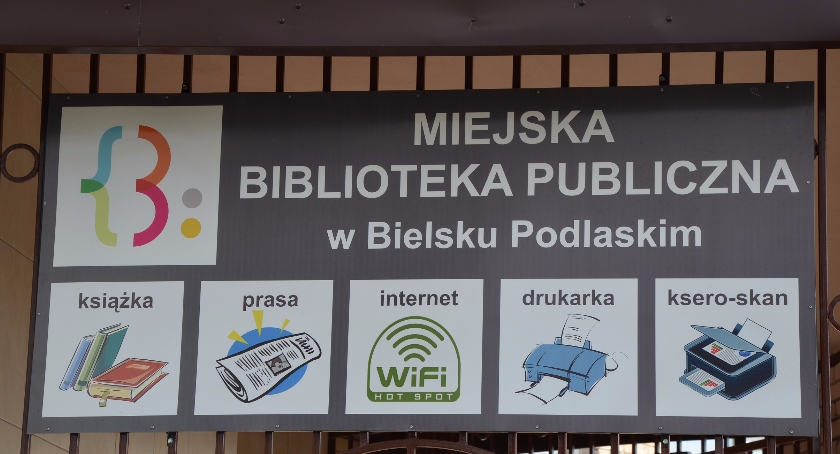 MIEJSKA
BIBLIOTEKA PUBLICZNA
w Bielsku Podlaskim
książka
prasa
internet
drukarka
ksero-skan
WiFi
HOT SPOT